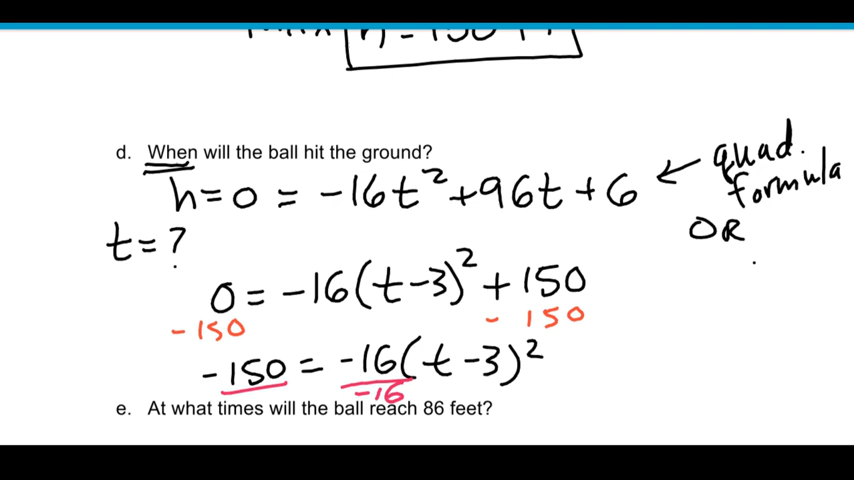 d. When will the ball hit the ground?
h=0 = -16t²+96t+6 ← quad. formula
OR
t=?
0 = -16(t-3)² + 150
-150 - 150
-150 = -16(t-3)²
-16
e. At what times will the ball reach 86 feet?